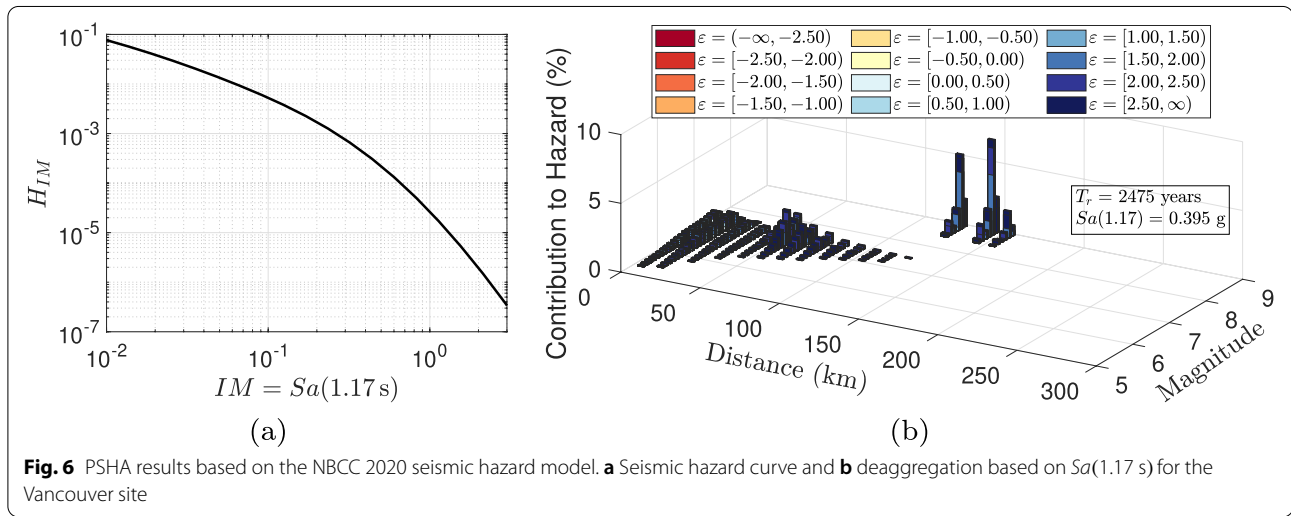 10^-1
10^-3
10^-5
10^-7
H_IM
10^-2
10^-1
10^0
IM = Sa(1.17 s)
(a)
ε = (−∞, −2.50)
ε = [−2.50, −2.00)
ε = [−2.00, −1.50)
ε = [−1.50, −1.00)
ε = [−1.00, −0.50)
ε = [−0.50, 0.00)
ε = [0.00, 0.50)
ε = [0.50, 1.00)
ε = [1.00, 1.50)
ε = [1.50, 2.00)
ε = [2.00, 2.50)
ε = [2.50, ∞)
Contribution to Hazard (%)
10
5
0
T_r = 2475 years
Sa(1.17) = 0.395 g
0
50
100
150
200
250
300
Distance (km)
5
6
7
8
9
Magnitude
(b)
Fig. 6 PSHA results based on the NBCC 2020 seismic hazard model. a Seismic hazard curve and b deaggregation based on Sa(1.17 s) for the
Vancouver site